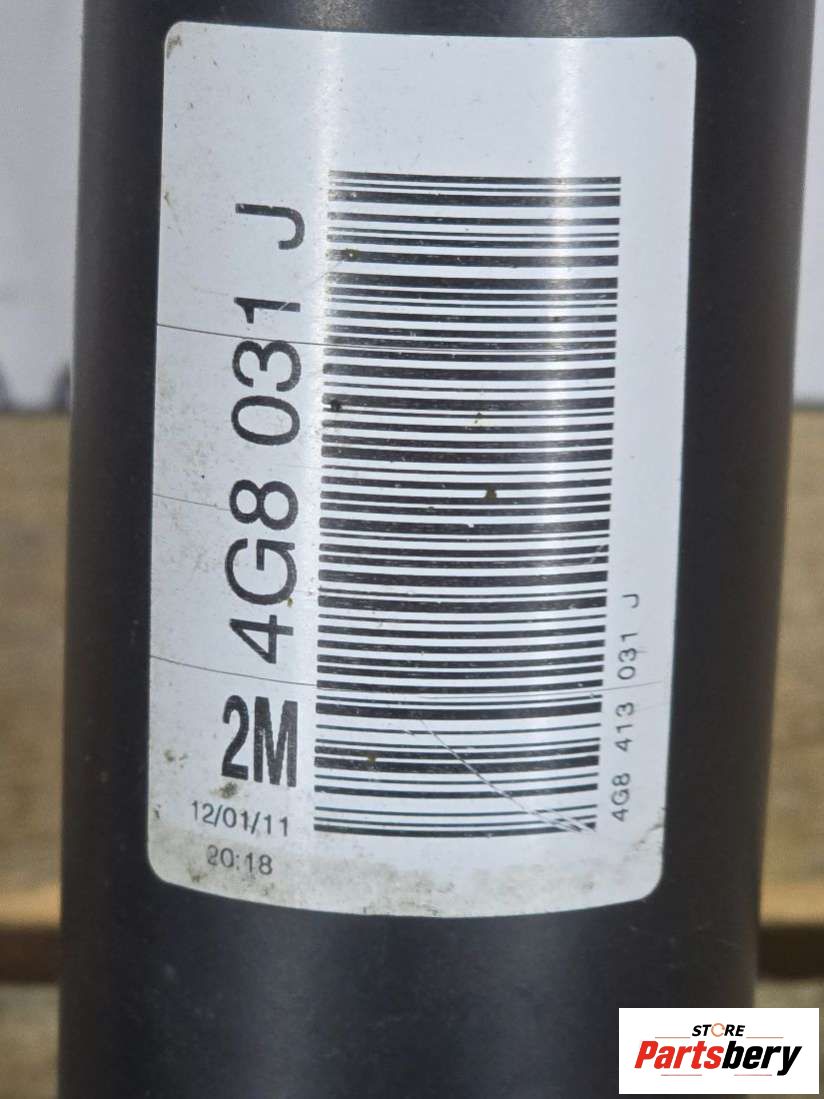 4G8 031 J
2M
12/01/11
20:18
4G8 413 031 J
STORE
Partsbery